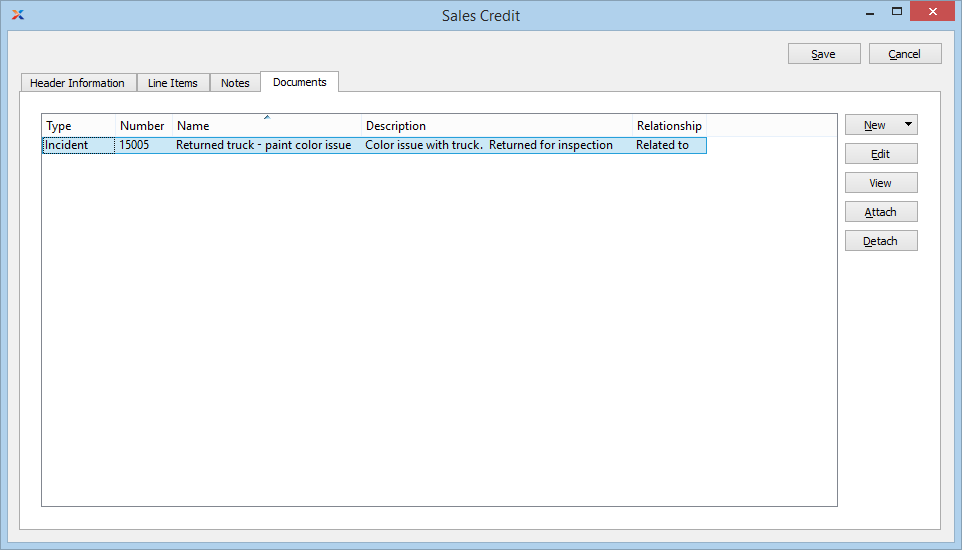 Sales Credit
Save Cancel
Header Information Line Items Notes Documents
Type Number Name Description Relationship
Incident 15005 Returned truck - paint color issue Color issue with truck.  Returned for inspection Related to
New
Edit
View
Attach
Detach